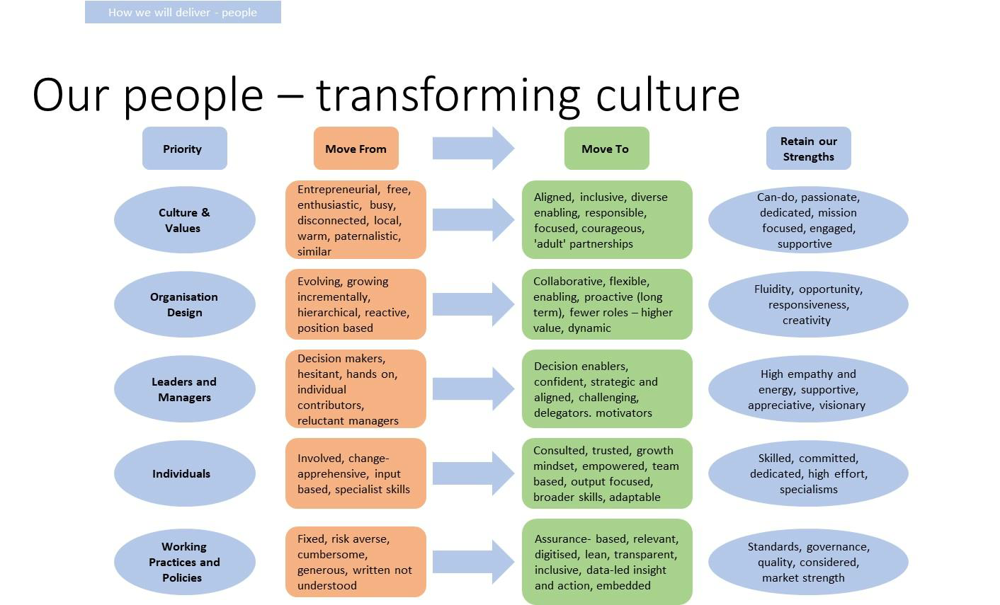 How we will deliver - people
Our people – transforming culture
Priority
Move From
Move To
Retain our
Strengths
Culture &
Values
Entrepreneurial, free,
enthusiastic, busy,
disconnected, local,
warm, paternalistic,
similar
Aligned, inclusive, diverse
enabling, responsible,
focused, courageous,
'adult' partnerships
Can-do, passionate,
dedicated, mission
focused, engaged,
supportive
Organisation
Design
Evolving, growing
incrementally,
hierarchical, reactive,
position based
Collaborative, flexible,
enabling, proactive (long
term), fewer roles – higher
value, dynamic
Fluidity, opportunity,
responsiveness,
creativity
Leaders and
Managers
Decision makers,
hesitant, hands on,
individual
contributors,
reluctant managers
Decision enablers,
confident, strategic and
aligned, challenging,
delegators. motivators
High empathy and
energy, supportive,
appreciative, visionary
Individuals
Involved, change-
apprehensive, input
based, specialist skills
Consulted, trusted, growth
mindset, empowered, team
based, output focused,
broader skills, adaptable
Skilled, committed,
dedicated, high effort,
specialisms
Working
Practices and
Policies
Fixed, risk averse,
cumbersome,
generous, written not
understood
Assurance- based, relevant,
digitised, lean, transparent,
inclusive, data-led insight
and action, embedded
Standards, governance,
quality, considered,
market strength